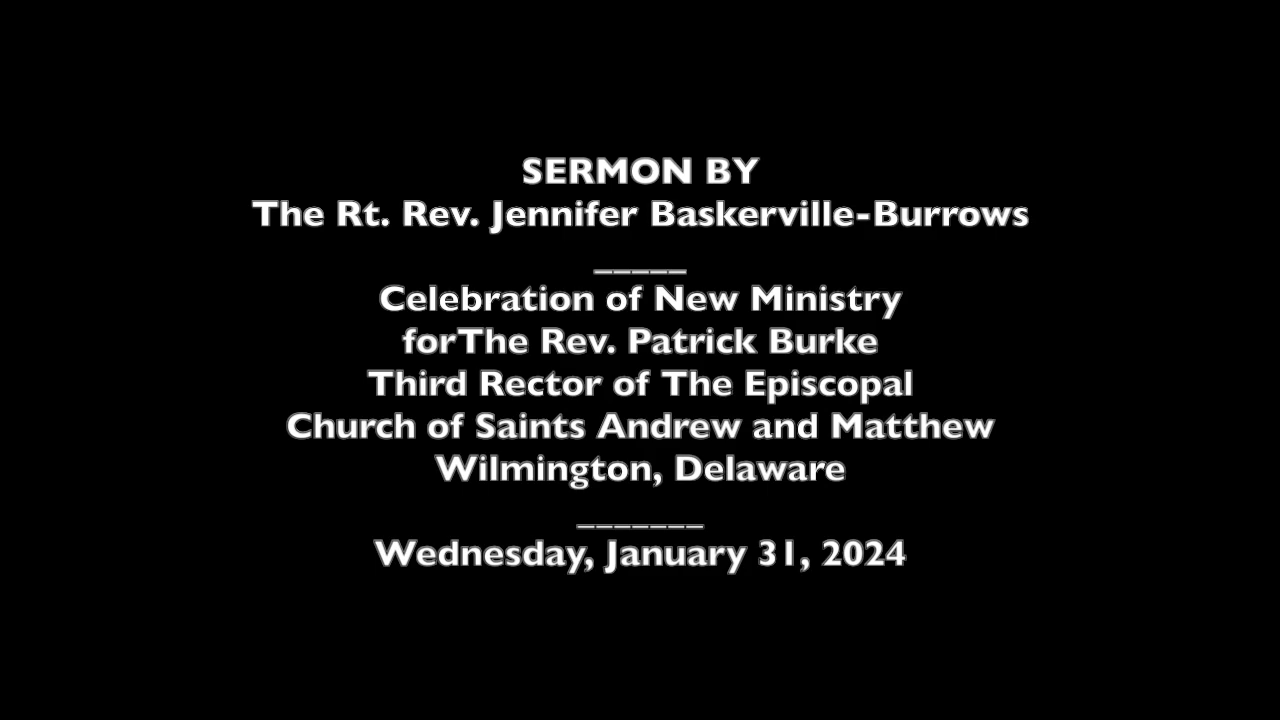 SERMON BY
The Rt. Rev. Jennifer Baskerville-Burrows
_____
Celebration of New Ministry
forThe Rev. Patrick Burke
Third Rector of The Episcopal
Church of Saints Andrew and Matthew
Wilmington, Delaware
_______
Wednesday, January 31, 2024